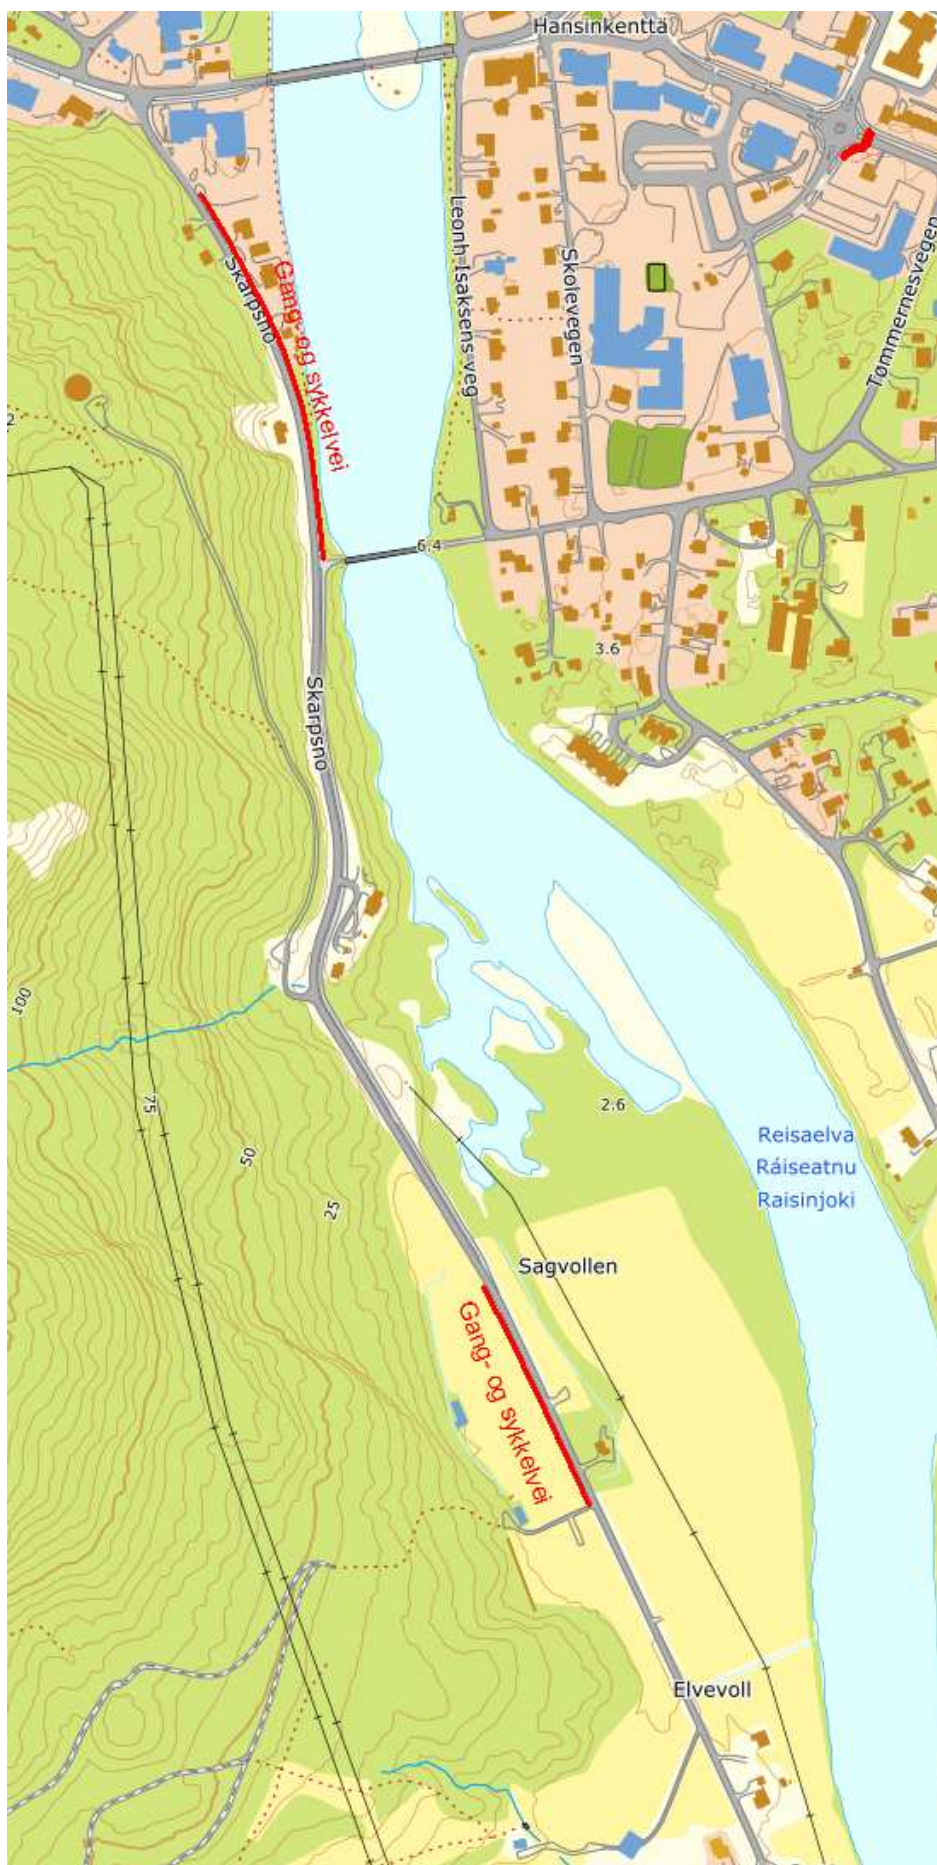 Hansinkenttä
Leonh Isaksens veg
Skolevegen
Tømmernesvegen
Skarpsno
Gang- og sykkelvei
2
6.4
3.6
Skarpsno
100
75
50
25
2.6
Reisaelva
Ráiseatnu
Raisinjoki
Sagvollen
Gang- og sykkelvei
Elvevoll